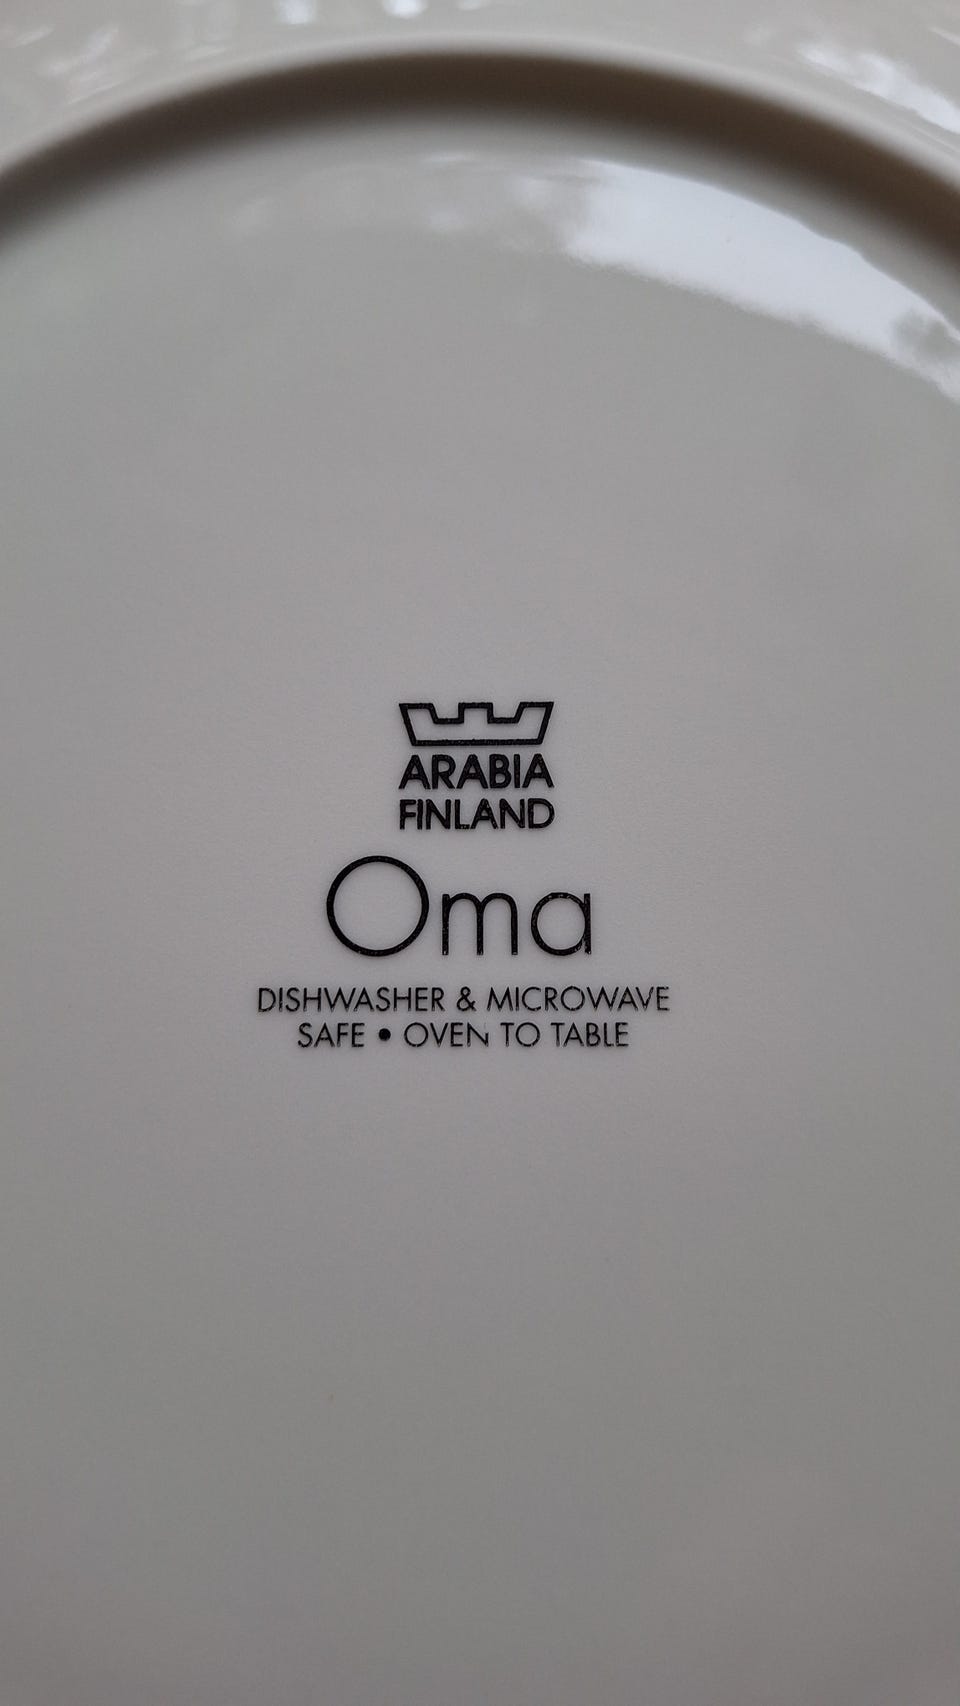 ARABIA
FINLAND
Oma
DISHWASHER & MICROWAVE
SAFE • OVEN TO TABLE